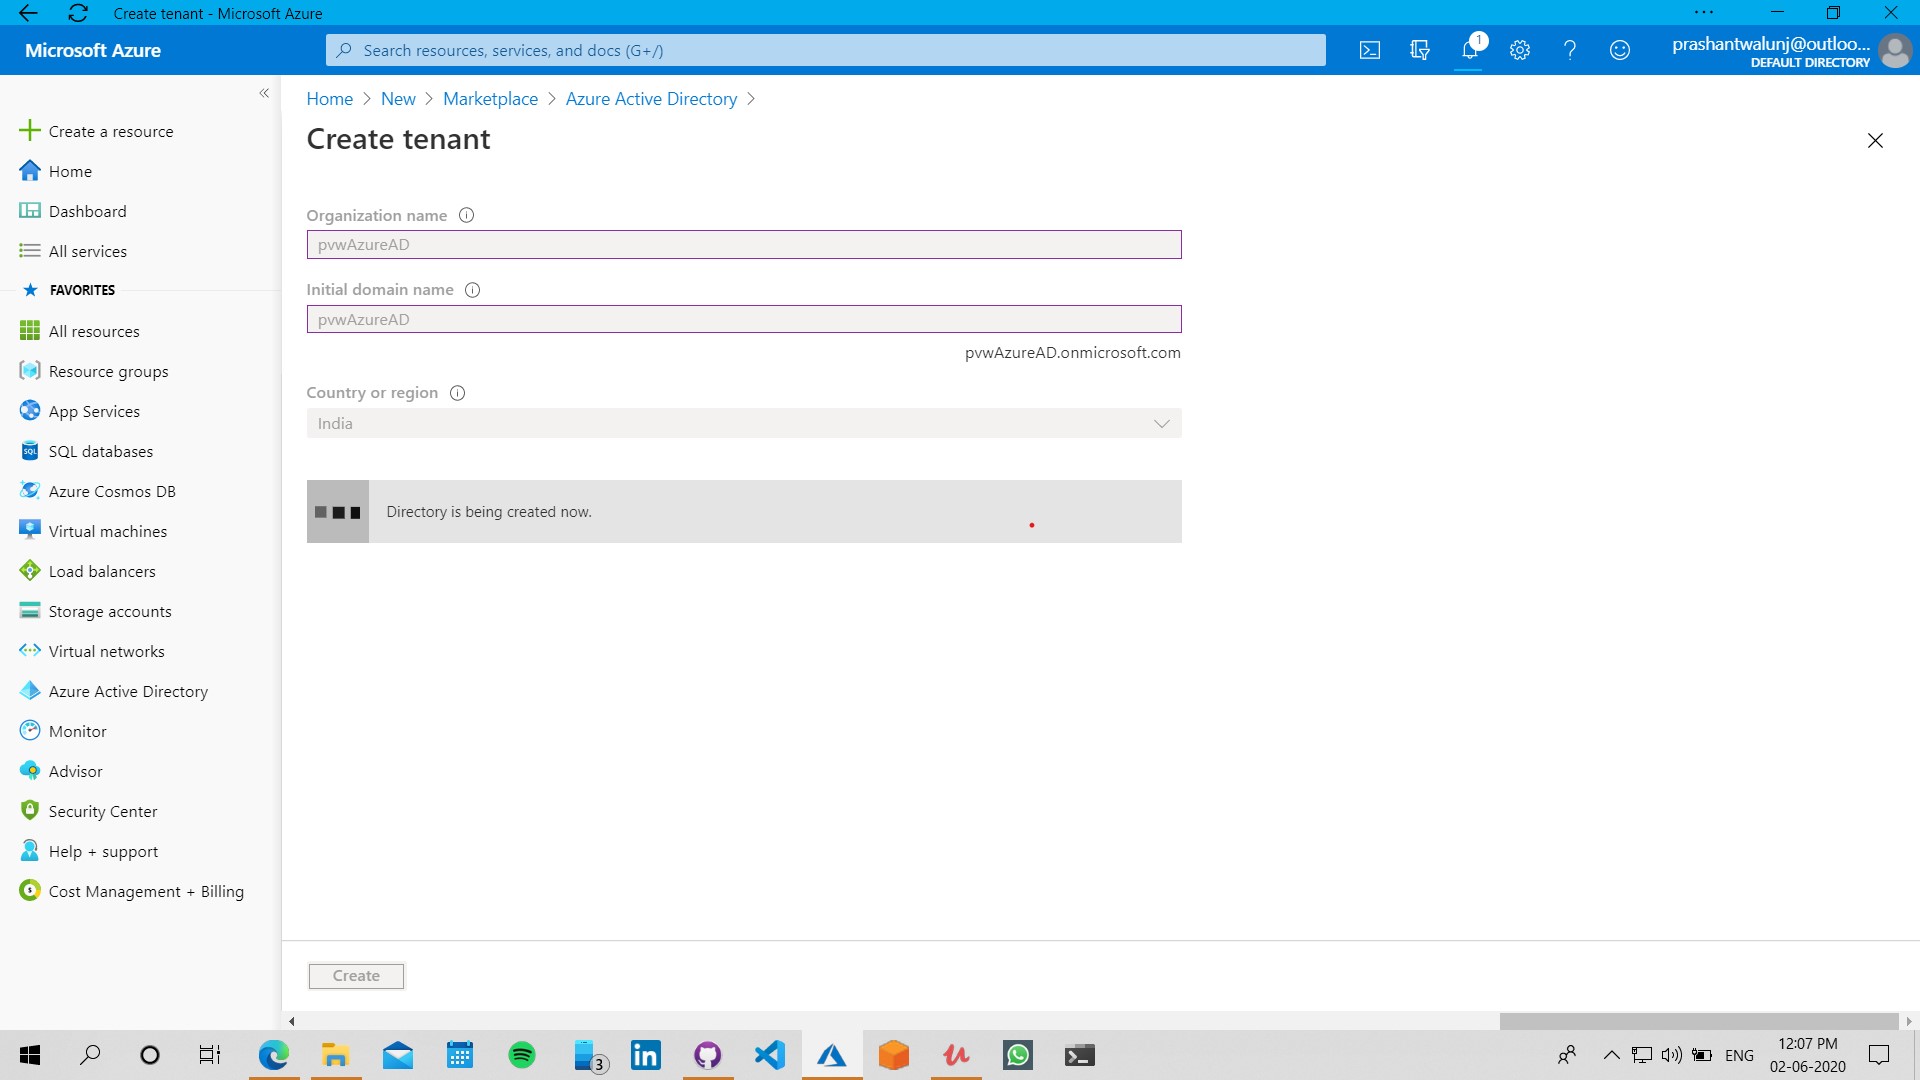 Create tenant - Microsoft Azure
Microsoft Azure
Search resources, services, and docs (G+/)
1
prashantwalunj@outloo...
DEFAULT DIRECTORY
Home > New > Marketplace > Azure Active Directory >
Create tenant
Create a resource
Home
Dashboard
All services
FAVORITES
All resources
Resource groups
App Services
SQL databases
Azure Cosmos DB
Virtual machines
Load balancers
Storage accounts
Virtual networks
Azure Active Directory
Monitor
Advisor
Security Center
Help + support
Cost Management + Billing
Organization name
pvwAzureAD
Initial domain name
pvwAzureAD
pvwAzureAD.onmicrosoft.com
Country or region
India
Directory is being created now.
Create
3
ENG
12:07 PM
02-06-2020